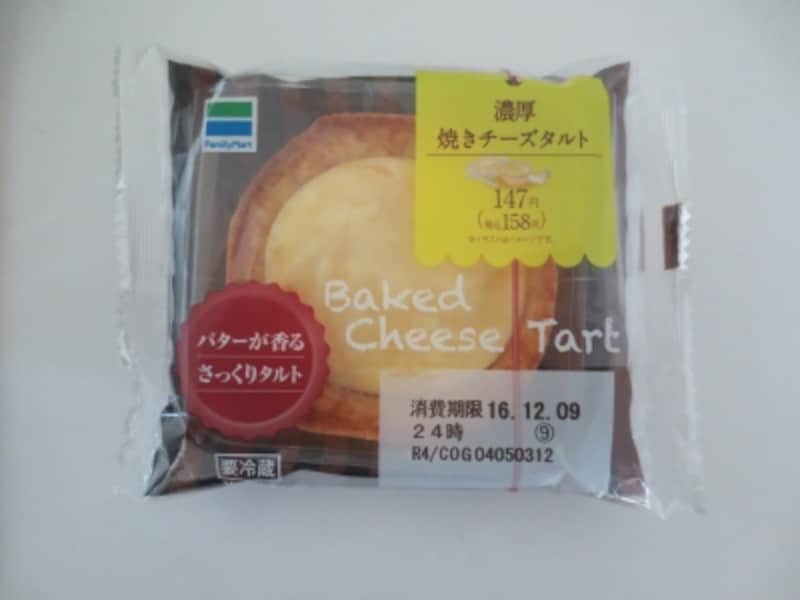 FamilyMart
濃厚
焼きチーズタルト
147円
(税込158円)
Baked
Cheese Tart
バターが香る
さっくりタルト
消費期限 16.12.09
24時 ⑨
R4/COG04050312
要冷蔵